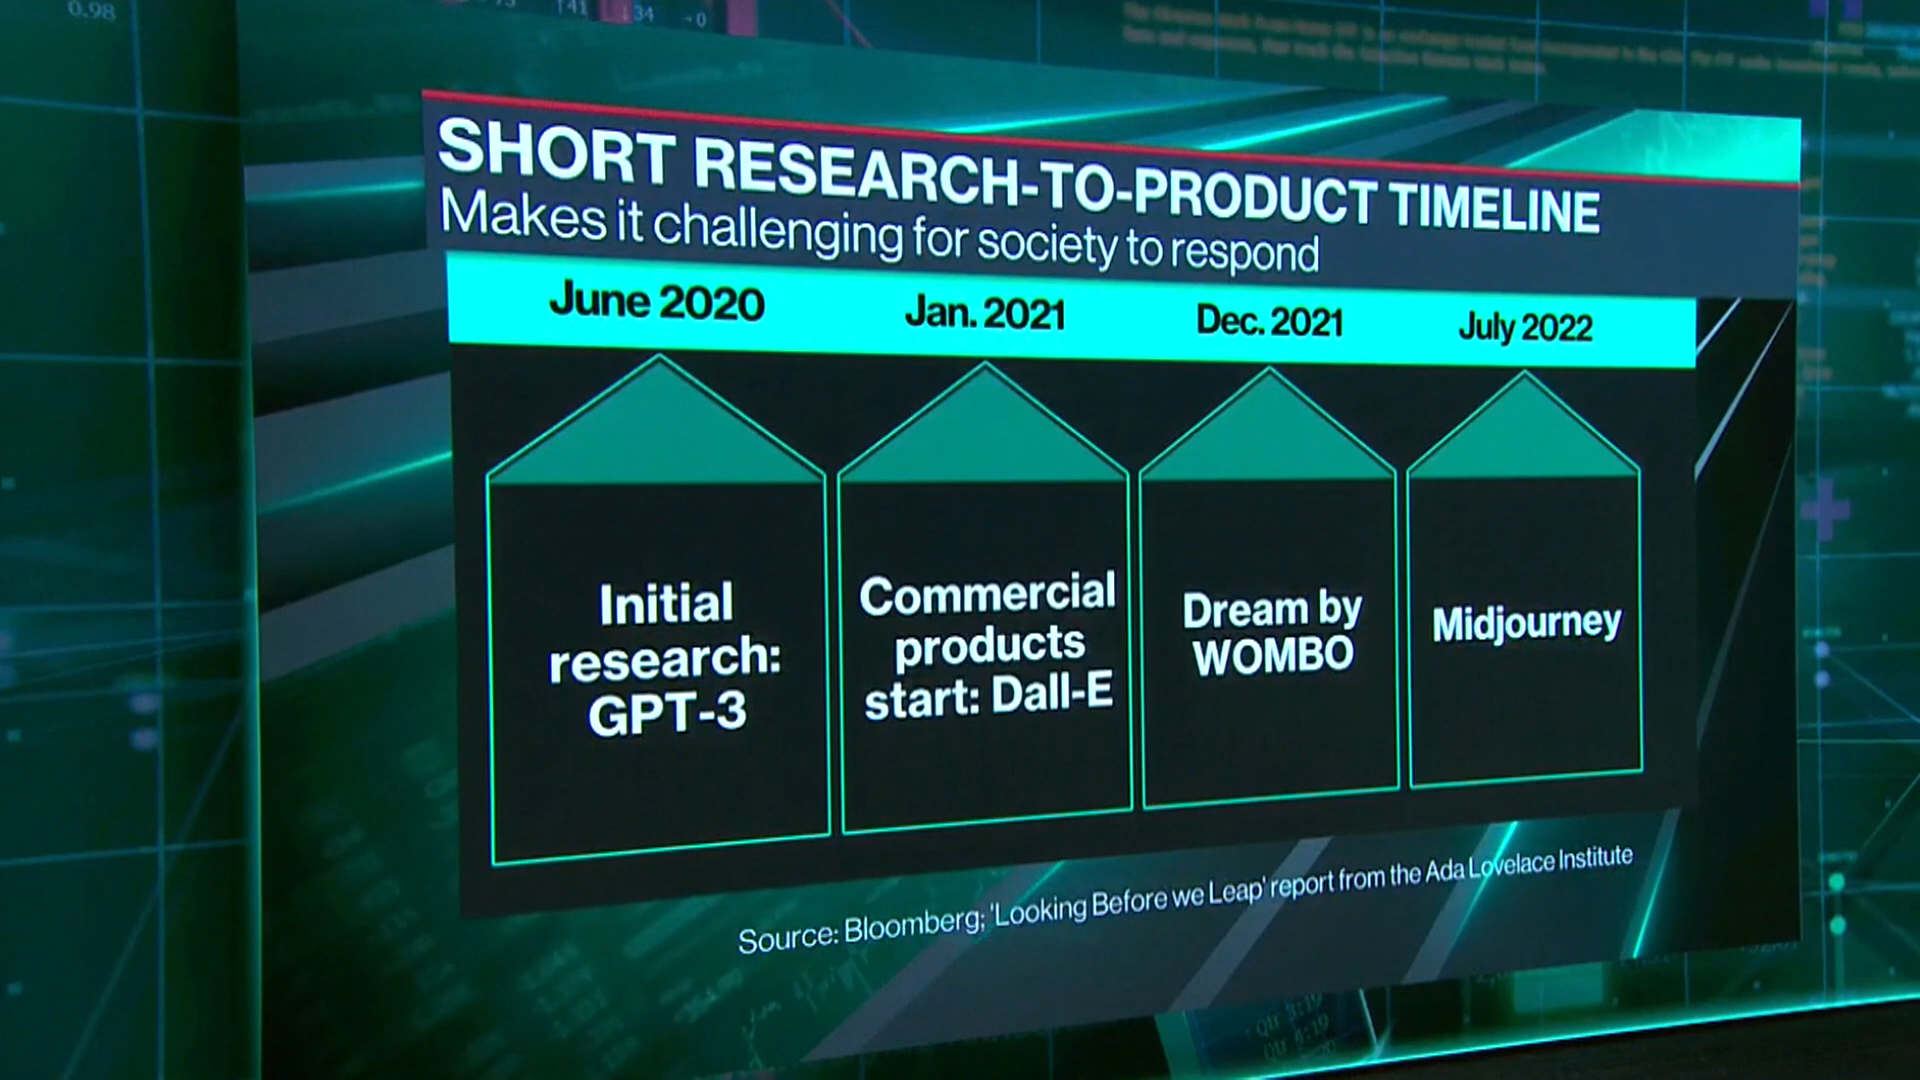 0.98
SHORT RESEARCH-TO-PRODUCT TIMELINE
Makes it challenging for society to respond
June 2020
Jan. 2021
Dec. 2021
July 2022
Initial
research:
GPT-3
Commercial
products
start: Dall-E
Dream by
WOMBO
Midjourney
Source: Bloomberg; 'Looking Before we Leap' report from the Ada Lovelace Institute